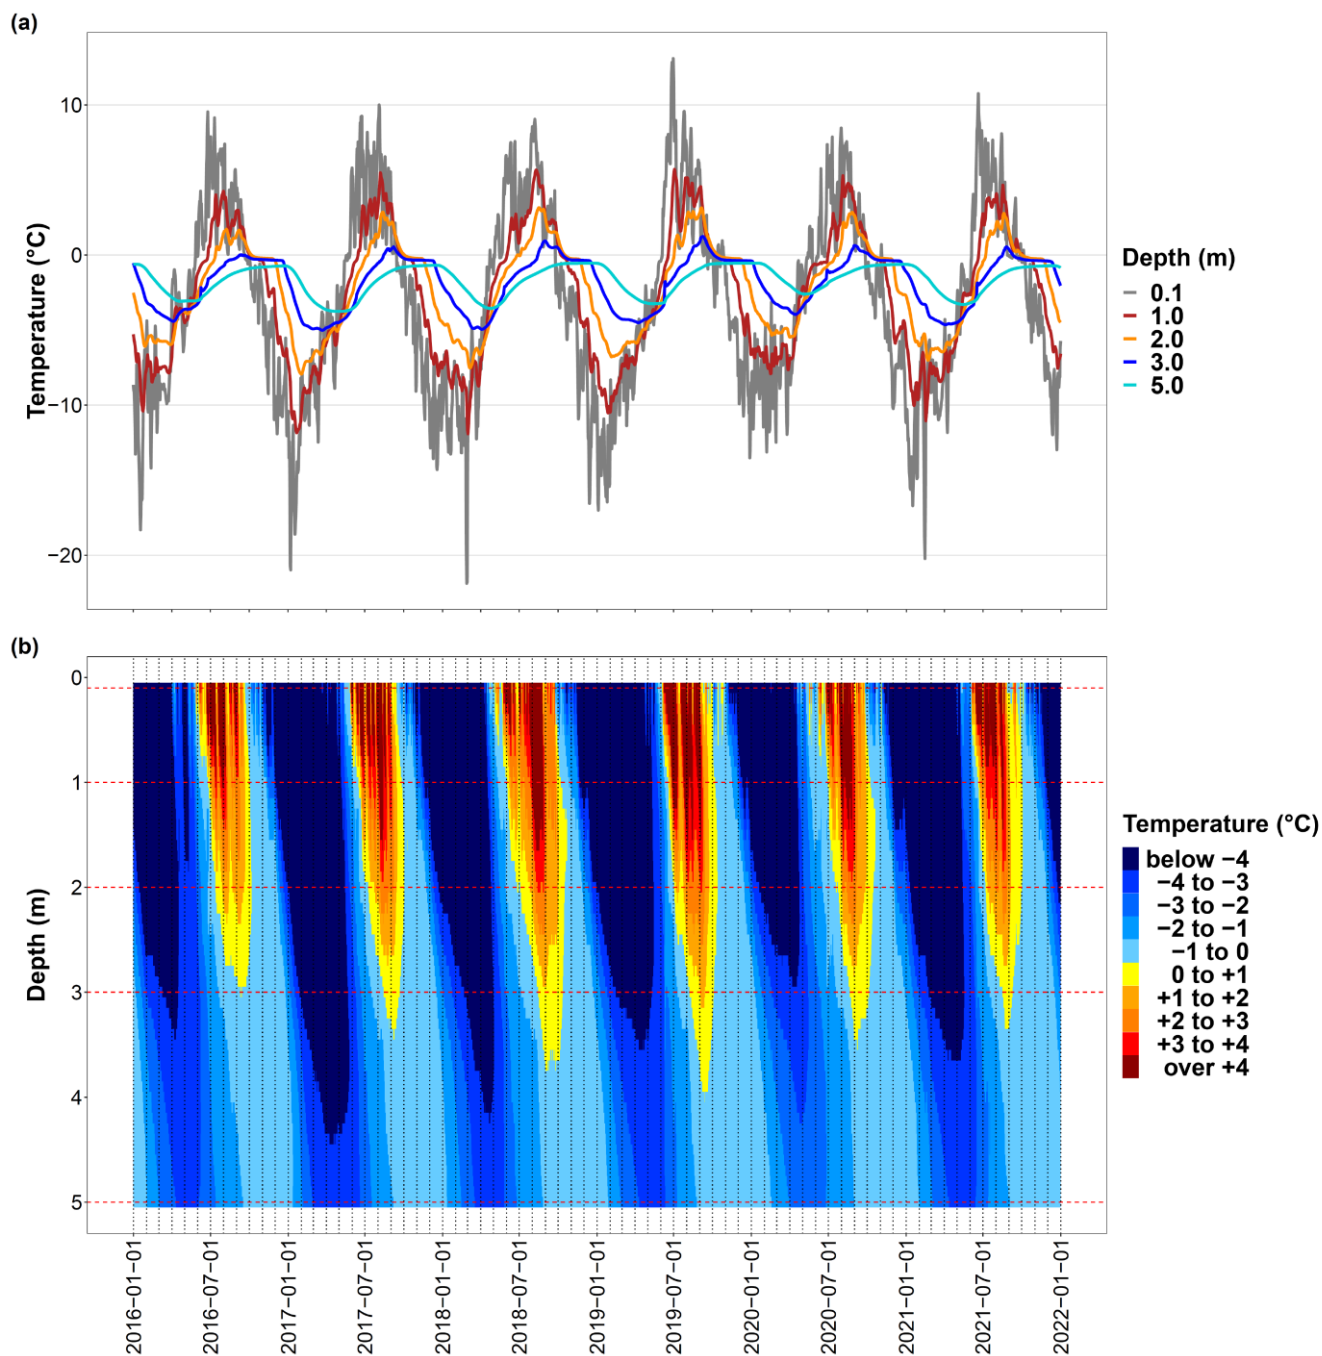 (a)
10
0
−10
−20
Temperature (°C)
Depth (m)
0.1
1.0
2.0
3.0
5.0
(b)
0
1
2
3
4
5
Depth (m)
Temperature (°C)
below −4
−4 to −3
−3 to −2
−2 to −1
−1 to 0
0 to +1
+1 to +2
+2 to +3
+3 to +4
over +4
2016−01−01
2016−07−01
2017−01−01
2017−07−01
2018−01−01
2018−07−01
2019−01−01
2019−07−01
2020−01−01
2020−07−01
2021−01−01
2021−07−01
2022−01−01